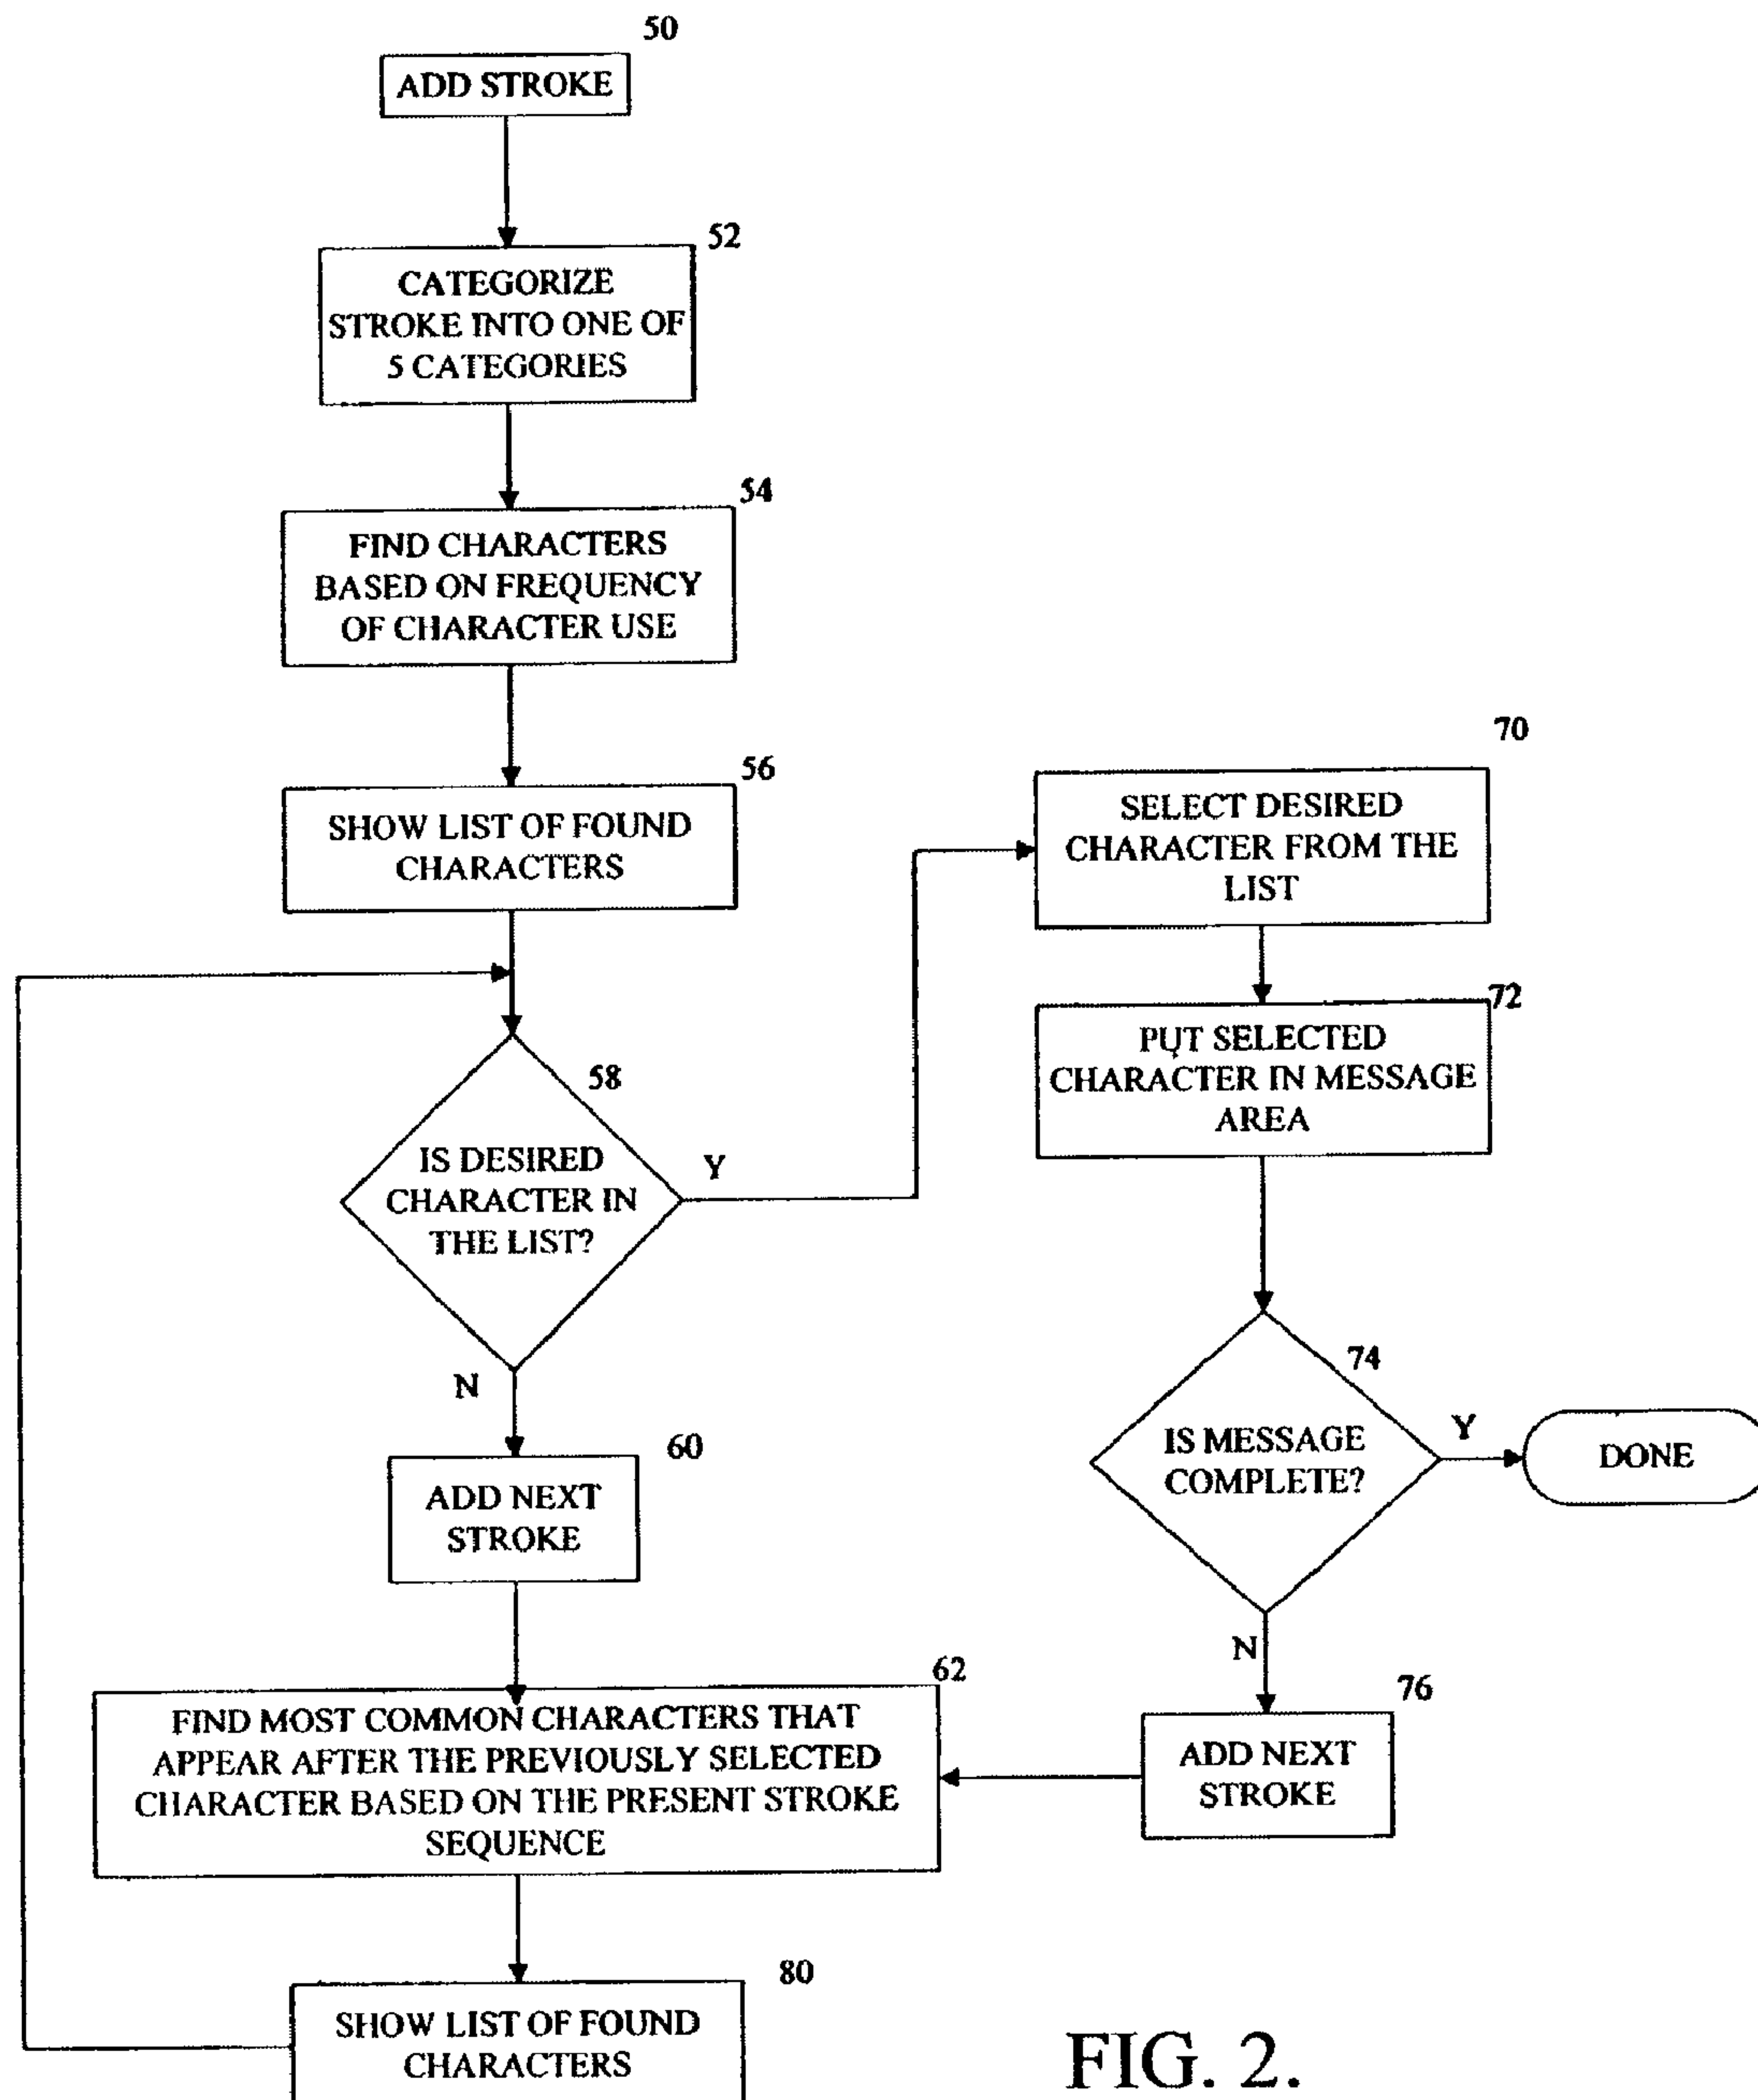 50
ADD STROKE
52
CATEGORIZE
STROKE INTO ONE OF
5 CATEGORIES
54
FIND CHARACTERS
BASED ON FREQUENCY
OF CHARACTER USE
56
SHOW LIST OF FOUND
CHARACTERS
58
IS DESIRED
CHARACTER IN
THE LIST?
Y
N
60
ADD NEXT
STROKE
62
FIND MOST COMMON CHARACTERS THAT
APPEAR AFTER THE PREVIOUSLY SELECTED
CHARACTER BASED ON THE PRESENT STROKE
SEQUENCE
80
SHOW LIST OF FOUND
CHARACTERS
70
SELECT DESIRED
CHARACTER FROM THE
LIST
72
PUT SELECTED
CHARACTER IN MESSAGE
AREA
74
IS MESSAGE
COMPLETE?
Y
DONE
N
76
ADD NEXT
STROKE
FIG. 2.